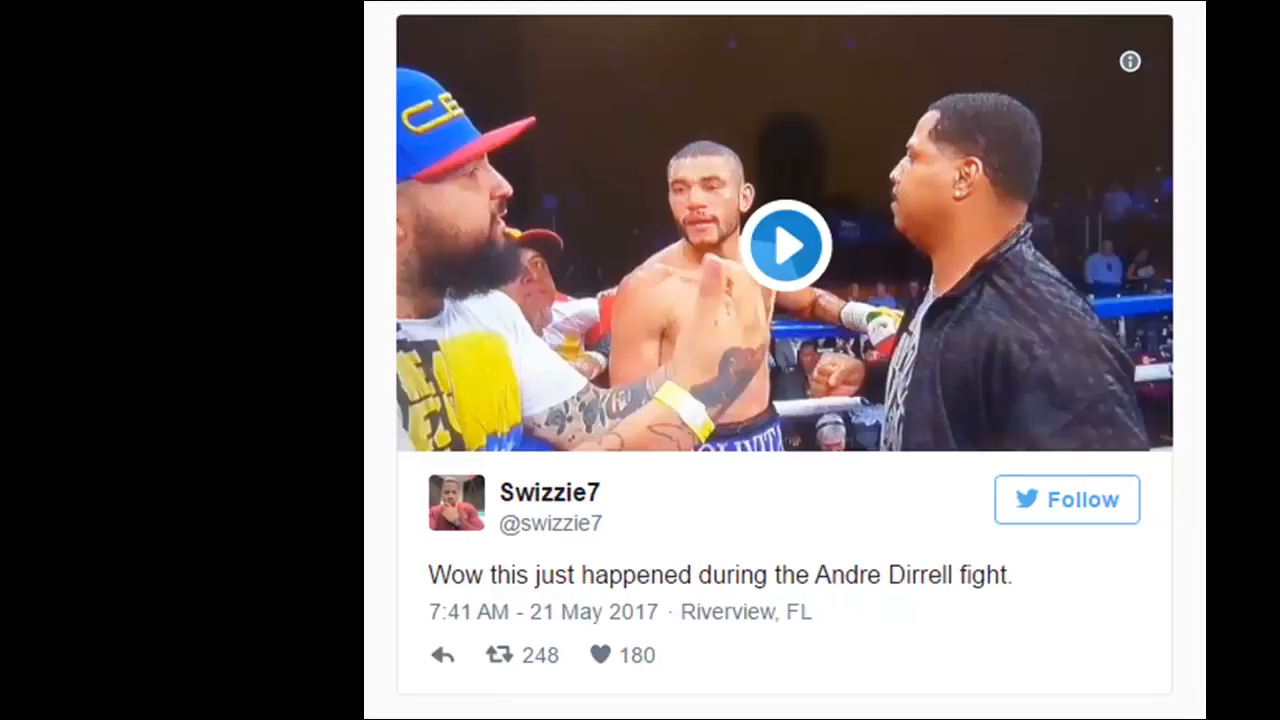 CE
Swizzie7
@swizzie7
Follow
Wow this just happened during the Andre Dirrell fight.
7:41 AM - 21 May 2017 · Riverview, FL
248 180